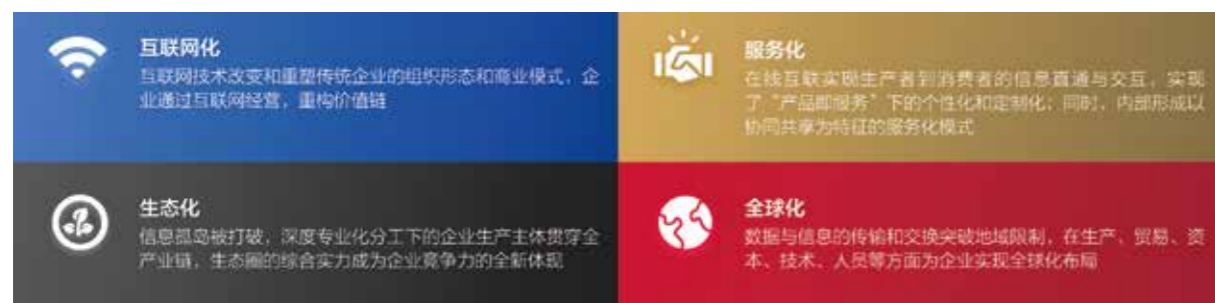 互联网化
互联网技术改变和重塑传统企业的组织形态和商业模式，企
业通过互联网经营，重构价值链
服务化
在线互联实现生产者到消费者的信息直通与交互，实现
了“产品即服务”下的个性化和定制化；同时，内部形成以
协同共享为特征的服务化模式
生态化
信息孤岛被打破，深度专业化分工下的企业生产主体贯穿全
产业链，生态圈的综合实力成为企业竞争力的全新体现
全球化
数据与信息的传输和交换突破地域限制，在生产、贸易、资
本、技术、人员等方面为企业实现全球化布局